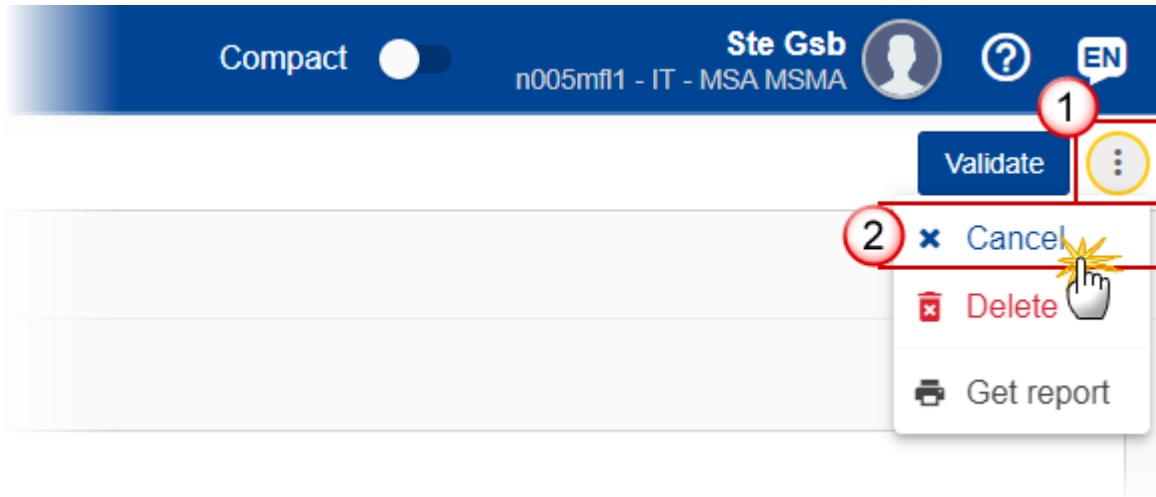 Compact
Ste Gsb
n005mfl1 - IT - MSA MSMA
EN
1
Validate
2
Cancel
Delete
Get report